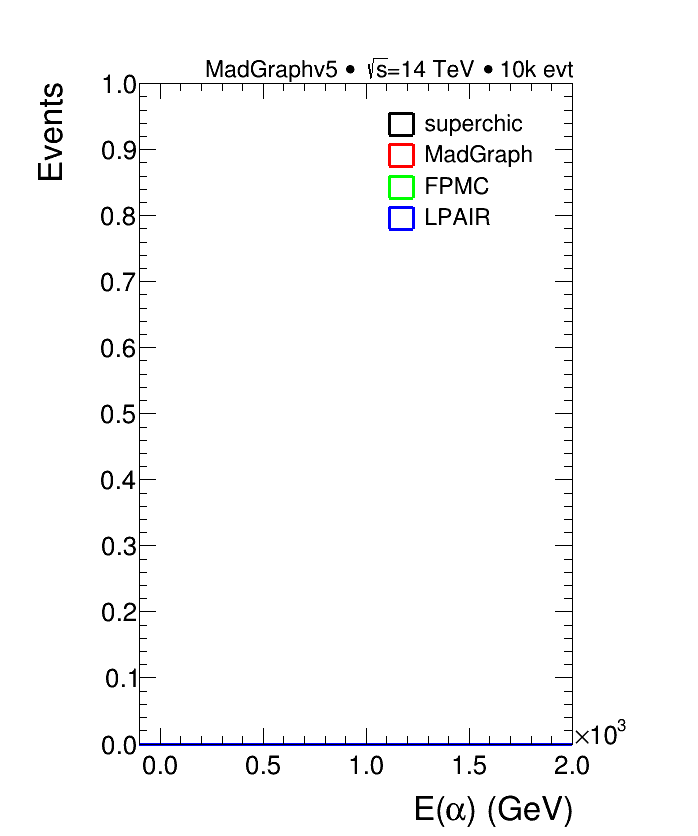 MadGraphv5 • √s=14 TeV • 10k evt
Events
1.0
0.9
0.8
0.7
0.6
0.5
0.4
0.3
0.2
0.1
0.0
superchic
MadGraph
FPMC
LPAIR
0.0 0.5 1.0 1.5 2.0
×10³
E(α) (GeV)